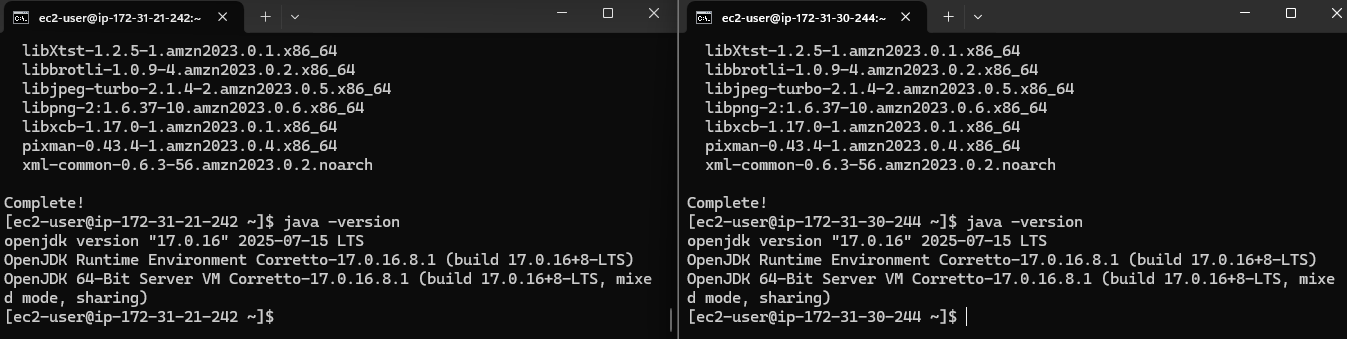 ec2-user@ip-172-31-21-242:~
libXtst-1.2.5-1.amzn2023.0.1.x86_64
libbrotli-1.0.9-4.amzn2023.0.2.x86_64
libjpeg-turbo-2.1.4-2.amzn2023.0.5.x86_64
libpng-2:1.6.37-10.amzn2023.0.6.x86_64
libxcb-1.17.0-1.amzn2023.0.1.x86_64
pixman-0.43.4-1.amzn2023.0.4.x86_64
xml-common-0.6.3-56.amzn2023.0.2.noarch
Complete!
[ec2-user@ip-172-31-21-242 ~]$ java -version
openjdk version "17.0.16" 2025-07-15 LTS
OpenJDK Runtime Environment Corretto-17.0.16.8.1 (build 17.0.16+8-LTS)
OpenJDK 64-Bit Server VM Corretto-17.0.16.8.1 (build 17.0.16+8-LTS, mixe
d mode, sharing)
[ec2-user@ip-172-31-21-242 ~]$
ec2-user@ip-172-31-30-244:~
libXtst-1.2.5-1.amzn2023.0.1.x86_64
libbrotli-1.0.9-4.amzn2023.0.2.x86_64
libjpeg-turbo-2.1.4-2.amzn2023.0.5.x86_64
libpng-2:1.6.37-10.amzn2023.0.6.x86_64
libxcb-1.17.0-1.amzn2023.0.1.x86_64
pixman-0.43.4-1.amzn2023.0.4.x86_64
xml-common-0.6.3-56.amzn2023.0.2.noarch
Complete!
[ec2-user@ip-172-31-30-244 ~]$ java -version
openjdk version "17.0.16" 2025-07-15 LTS
OpenJDK Runtime Environment Corretto-17.0.16.8.1 (build 17.0.16+8-LTS)
OpenJDK 64-Bit Server VM Corretto-17.0.16.8.1 (build 17.0.16+8-LTS, mixe
d mode, sharing)
[ec2-user@ip-172-31-30-244 ~]$